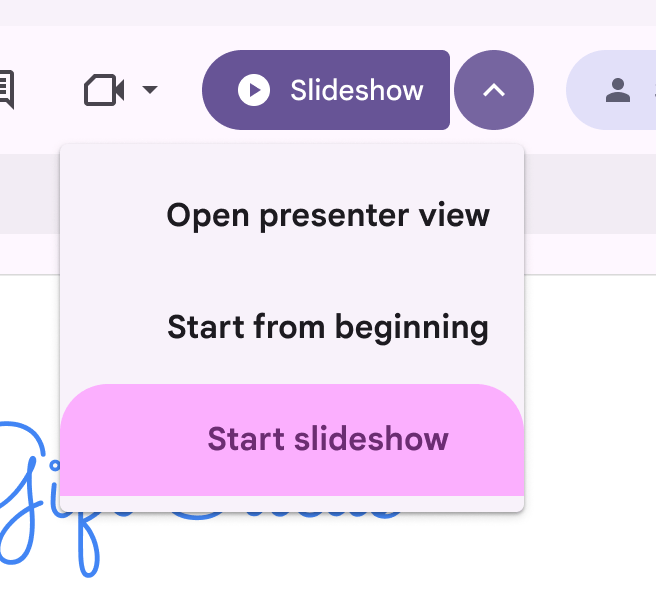 Slideshow
Open presenter view
Start from beginning
Start slideshow